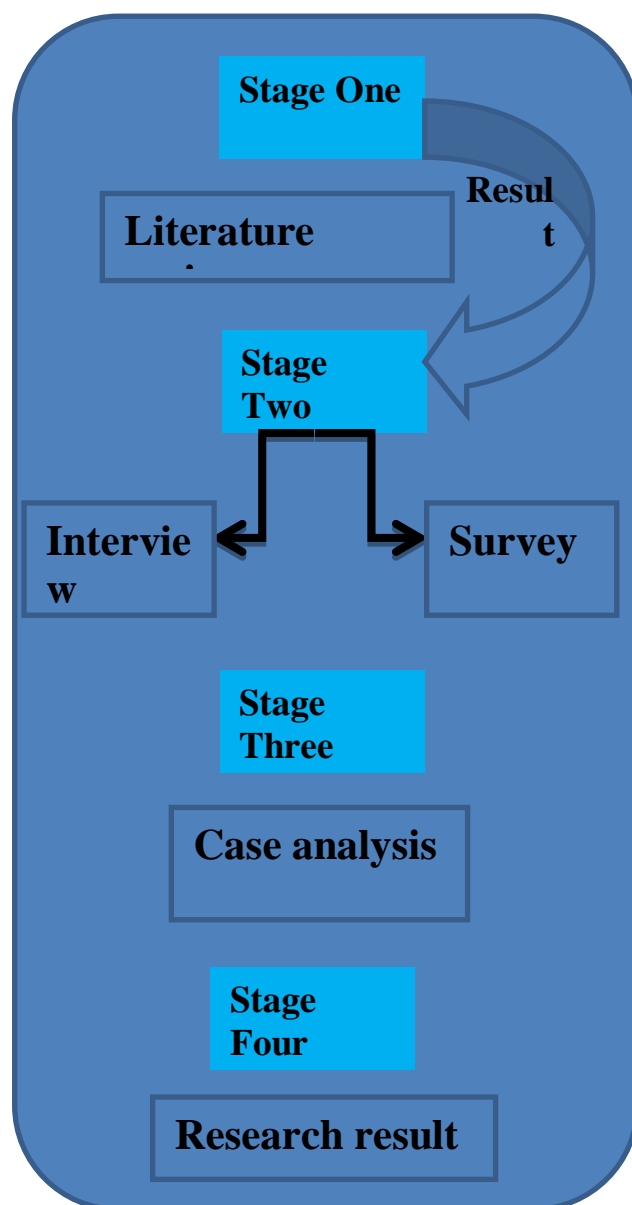 Stage One
Resul
t
Literature
Stage
Two
Intervie
w
Survey
Stage
Three
Case analysis
Stage
Four
Research result